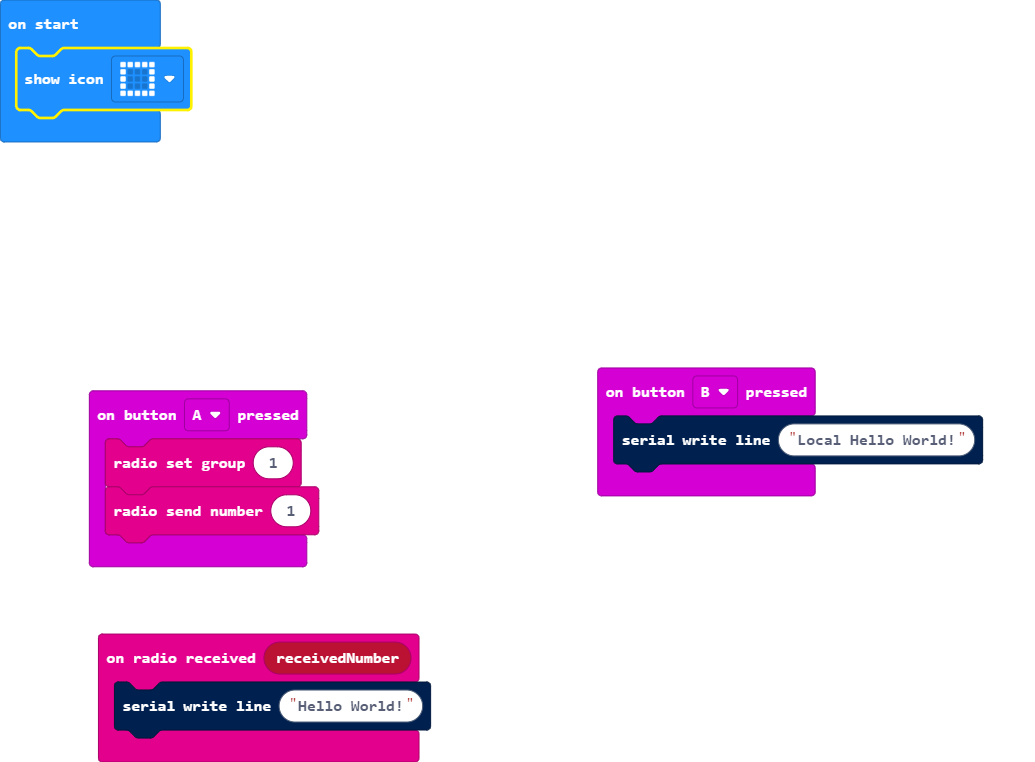 on start
show icon
on button A pressed
radio set group 1
radio send number 1
on button B pressed
serial write line "Local Hello World!"
on radio received receivedNumber
serial write line "Hello World!"